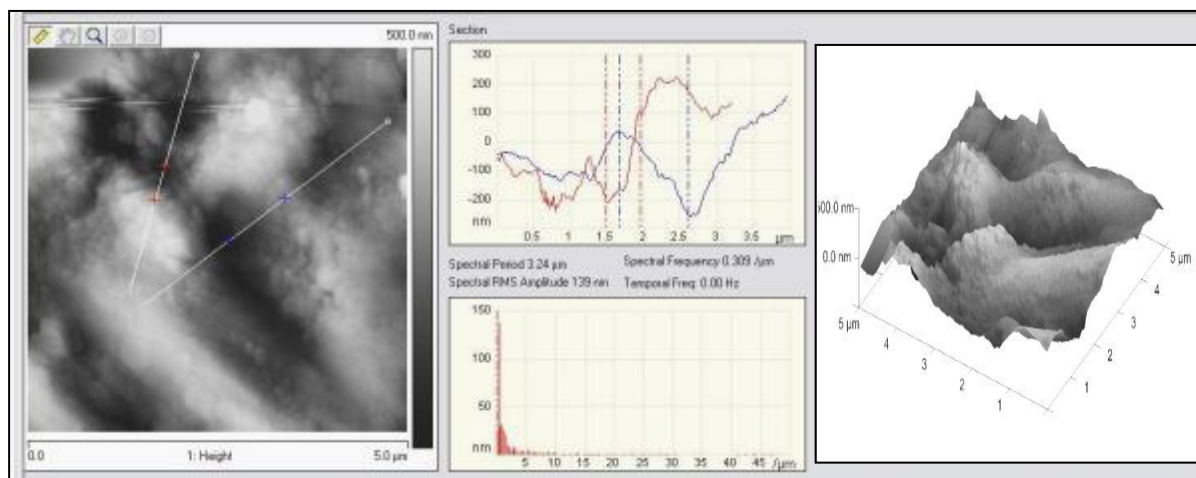 500.0 nm
0.0
1: Height
5.0 µm
Section
300
200
100
0
-100
-200
nm
0.5
1
1.5
2
2.5
3
3.5
µm
Spectral Period 3.24 µm
Spectral Frequency 0.309 /µm
Spectral RMS Amplitude 139 nm
Temporal Freq: 0.00 Hz
150
100
50
nm
5
10
15
20
25
30
35
40
45
/µm
00.0 nm
0.0 nm
5 µm
4
3
2
1
1
2
3
4
5 µm